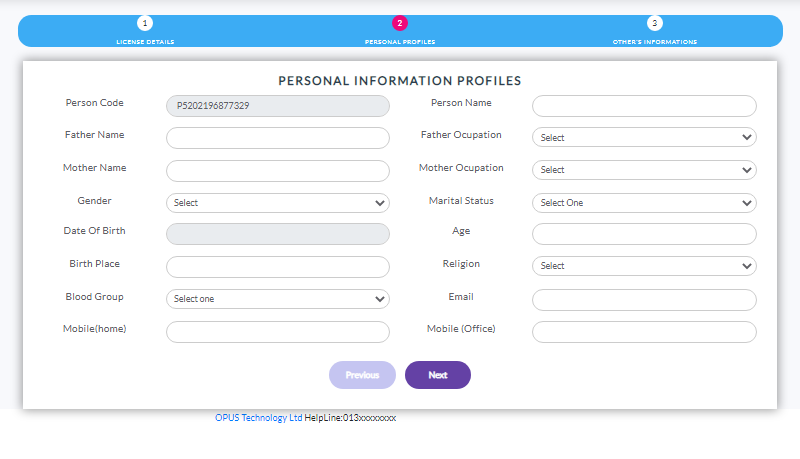 1 2 3
LICENSE DETAILS PERSONAL PROFILES OTHER'S INFORMATIONS
PERSONAL INFORMATION PROFILES
Person Code P5202196877329 Person Name
Father Name Father Ocupation Select
Mother Name Mother Ocupation Select
Gender Select Marital Status Select One
Date Of Birth Age
Birth Place Religion Select
Blood Group Select one Email
Mobile(home) Mobile (Office)
Previous Next
OPUS Technology Ltd HelpLine:013xxxxxxxx